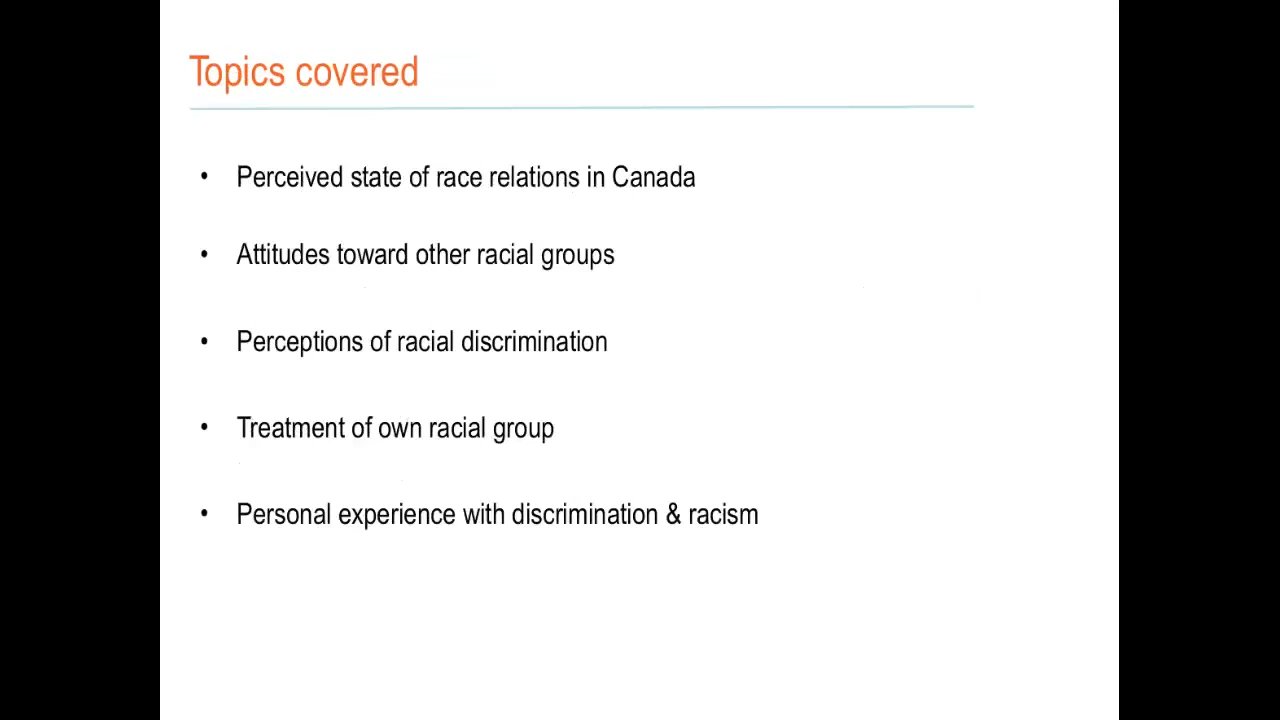 Topics covered
• Perceived state of race relations in Canada
• Attitudes toward other racial groups
• Perceptions of racial discrimination
• Treatment of own racial group
• Personal experience with discrimination & racism